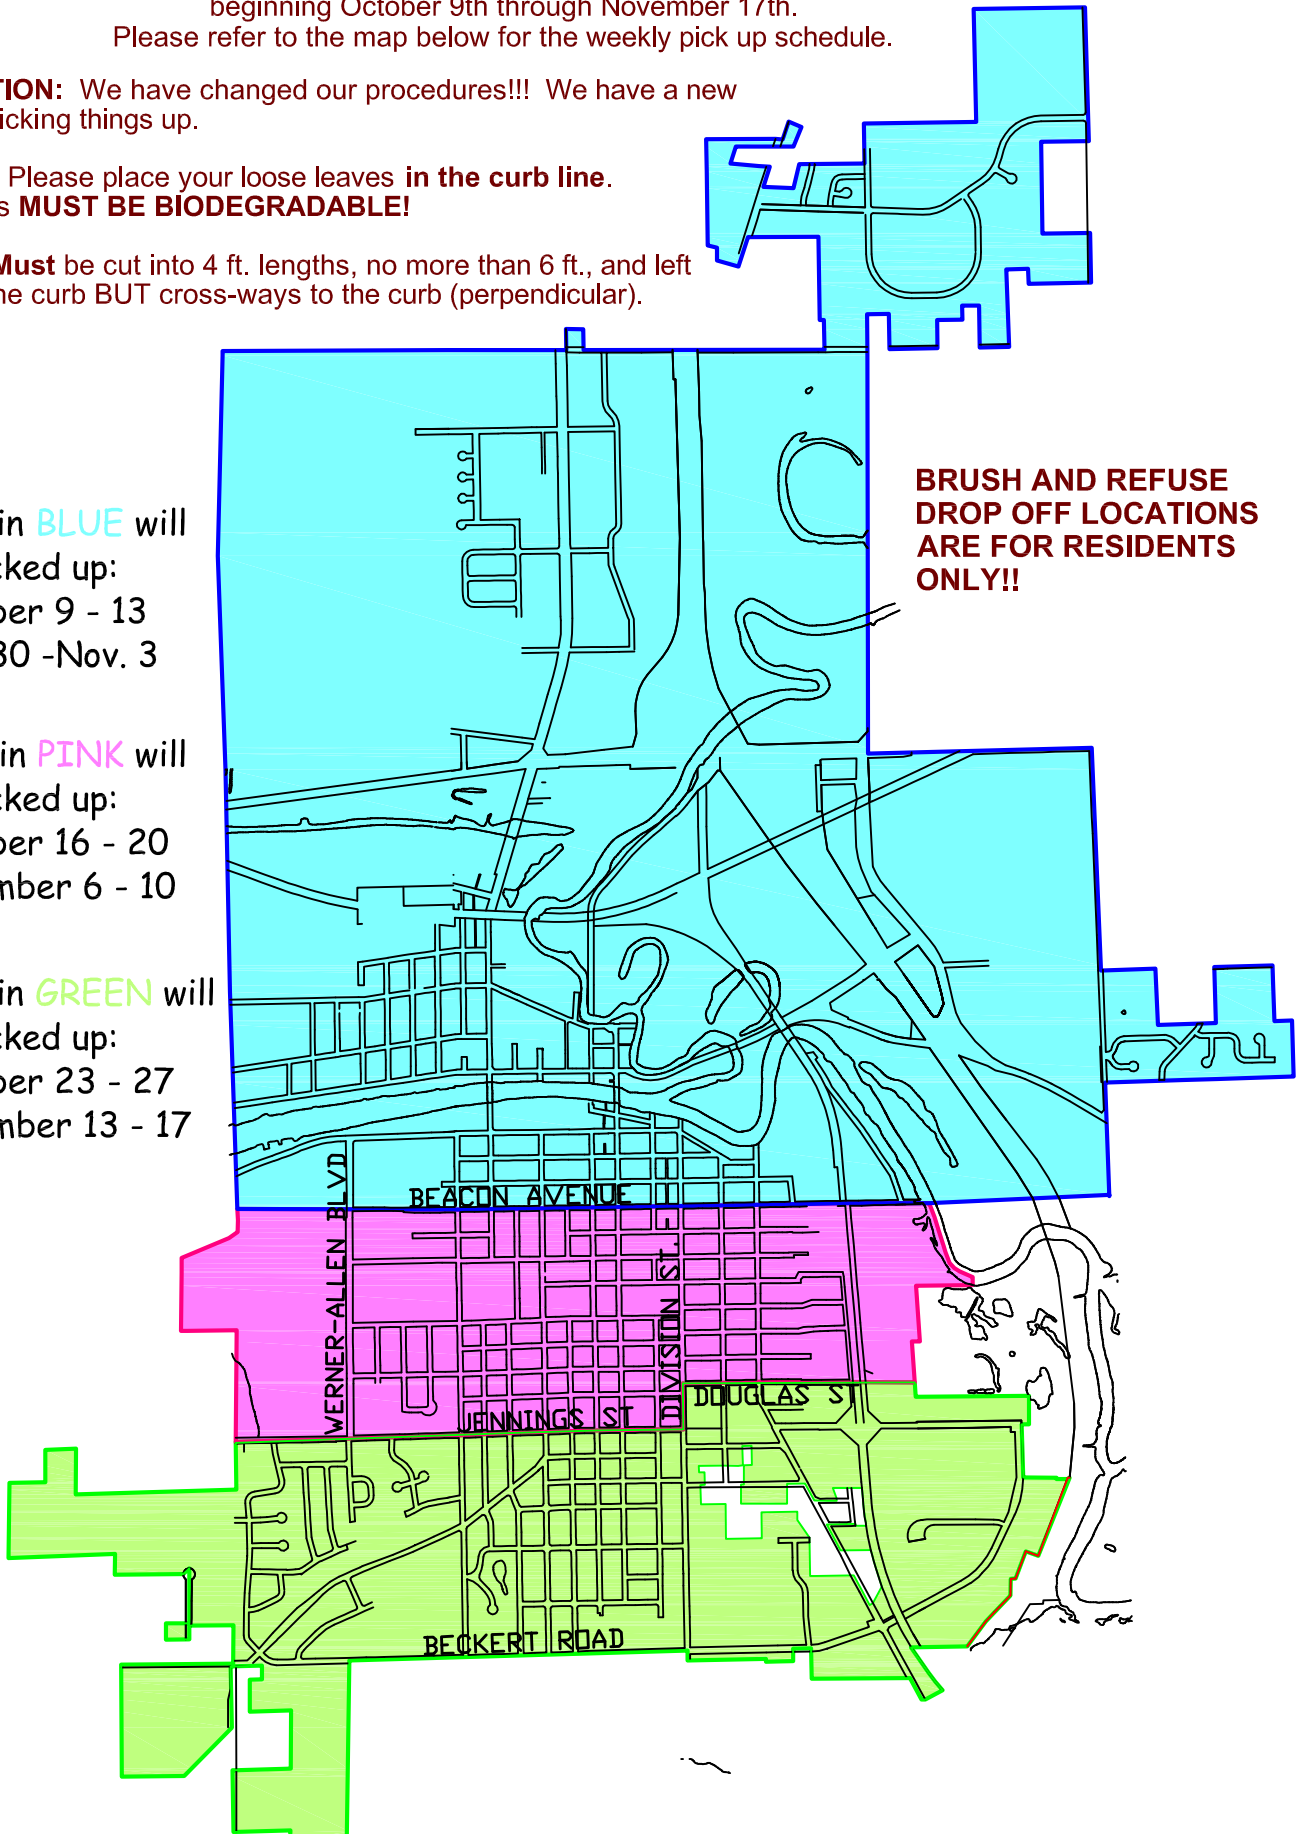 beginning October 9th through November 17th.
Please refer to the map below for the weekly pick up schedule.
TION: We have changed our procedures!!! We have a new
icking things up.
Please place your loose leaves in the curb line.
s MUST BE BIODEGRADABLE!
Must be cut into 4 ft. lengths, no more than 6 ft., and left
he curb BUT cross-ways to the curb (perpendicular).
BRUSH AND REFUSE
DROP OFF LOCATIONS
ARE FOR RESIDENTS
ONLY!!
in BLUE will
cked up:
ber 9 - 13
30 -Nov. 3
in PINK will
cked up:
ber 16 - 20
mber 6 - 10
in GREEN will
cked up:
ber 23 - 27
mber 13 - 17
WERNER-ALLEN BLVD
BEACON AVENUE
DIVISION ST.
DOUGLAS ST
JENNINGS ST
BECKERT ROAD